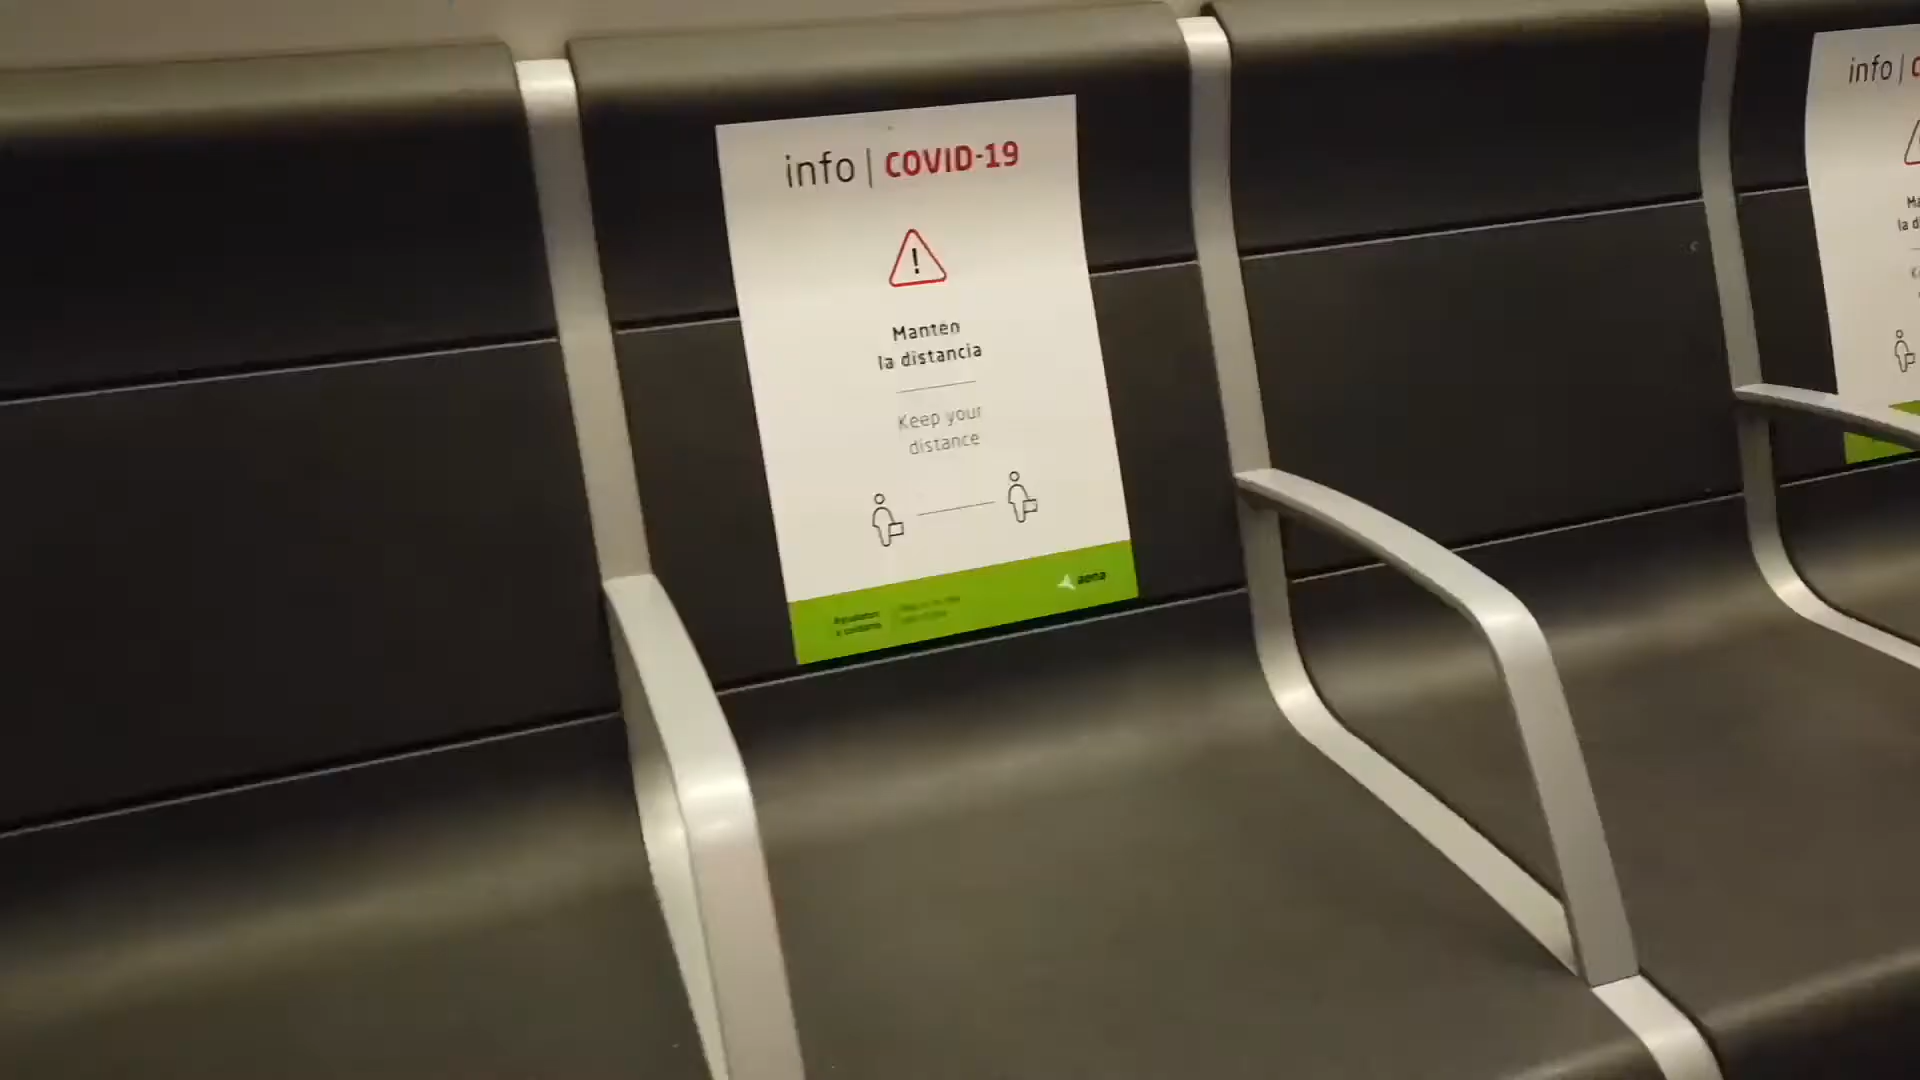 info | COVID-19
!
Mantén
la distancia
Keep your
distance
aena
info |